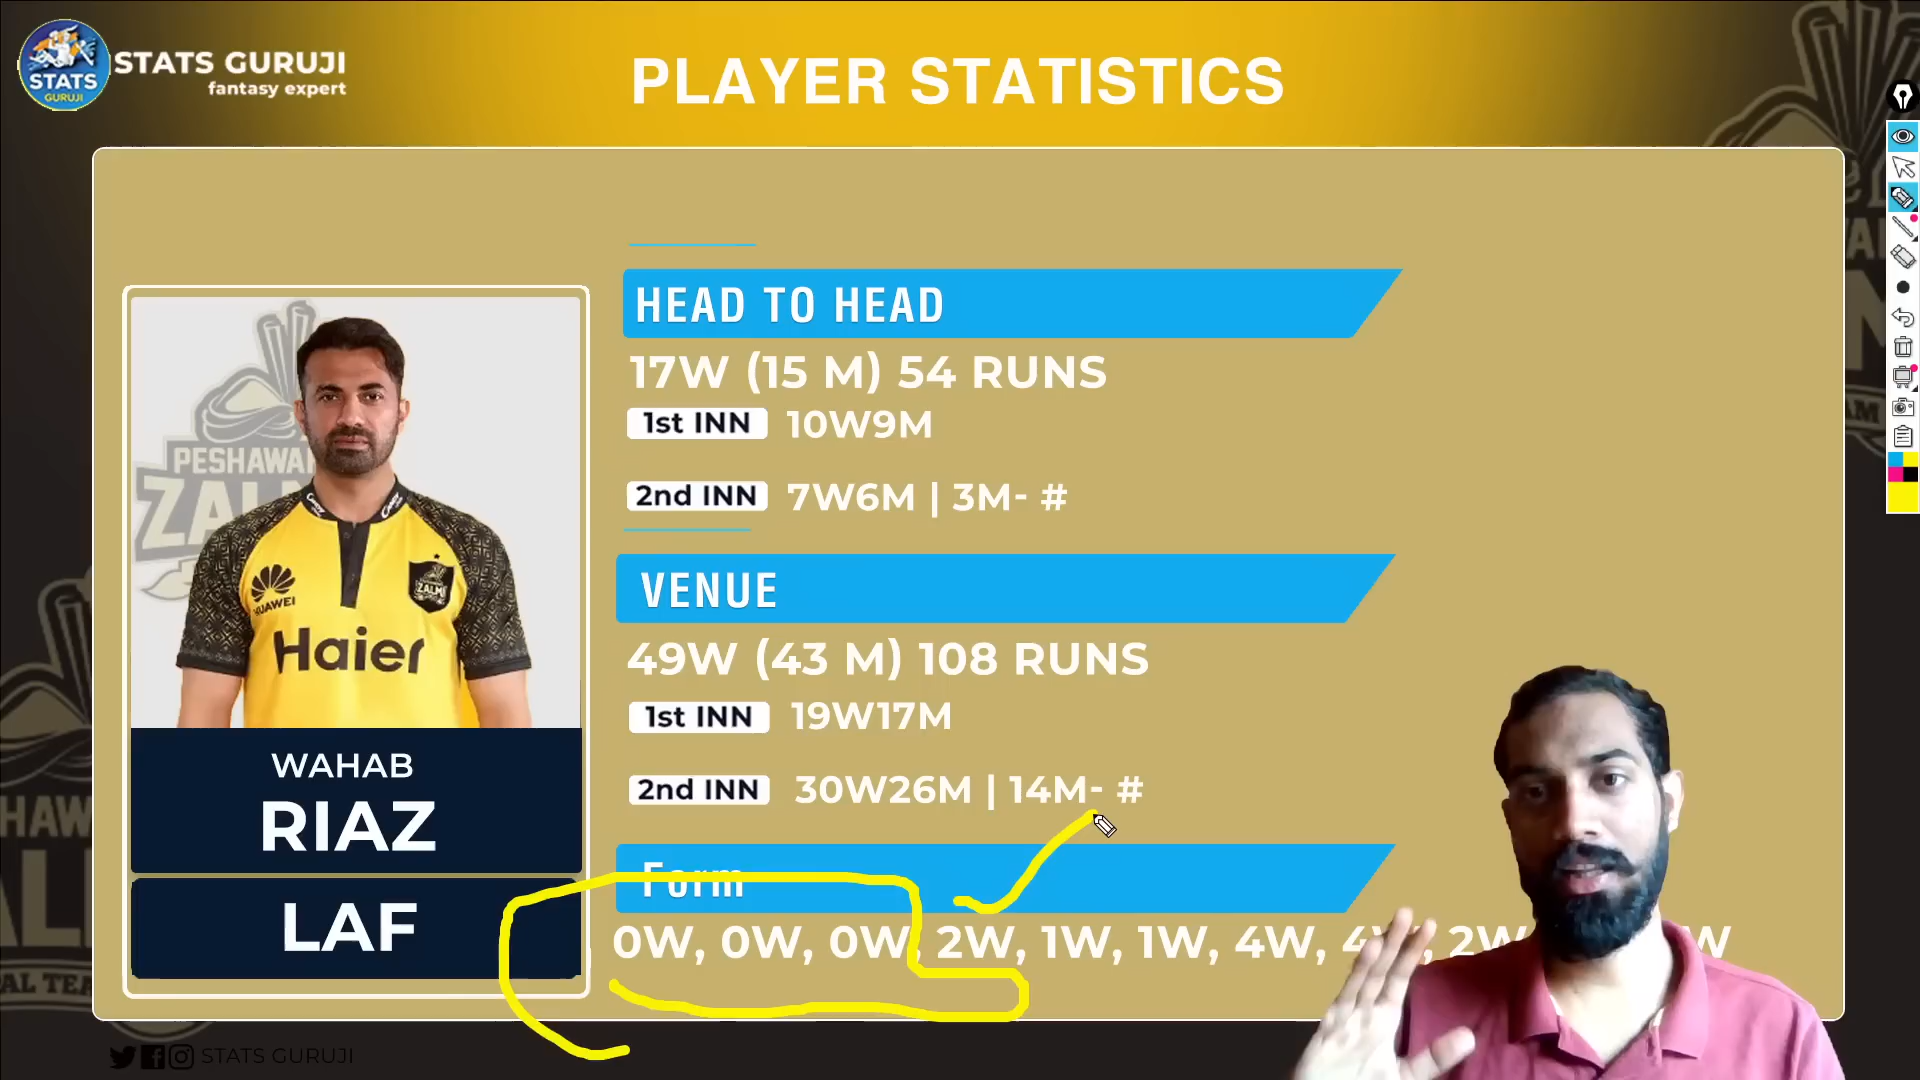 STATS GURUJI
fantasy expert
STATS
GURUJI
PLAYER STATISTICS
HEAD TO HEAD
17W (15 M) 54 RUNS
1st INN 10W9M
2nd INN 7W6M | 3M- #
VENUE
49W (43 M) 108 RUNS
1st INN 19W17M
2nd INN 30W26M | 14M- #
Form
0W, 0W, 0W, 2W, 1W, 1W, 4W,
PESHAWAR
ZALMI
HUAWEI
Haier
WAHAB
RIAZ
LAF
STATS GURUJI